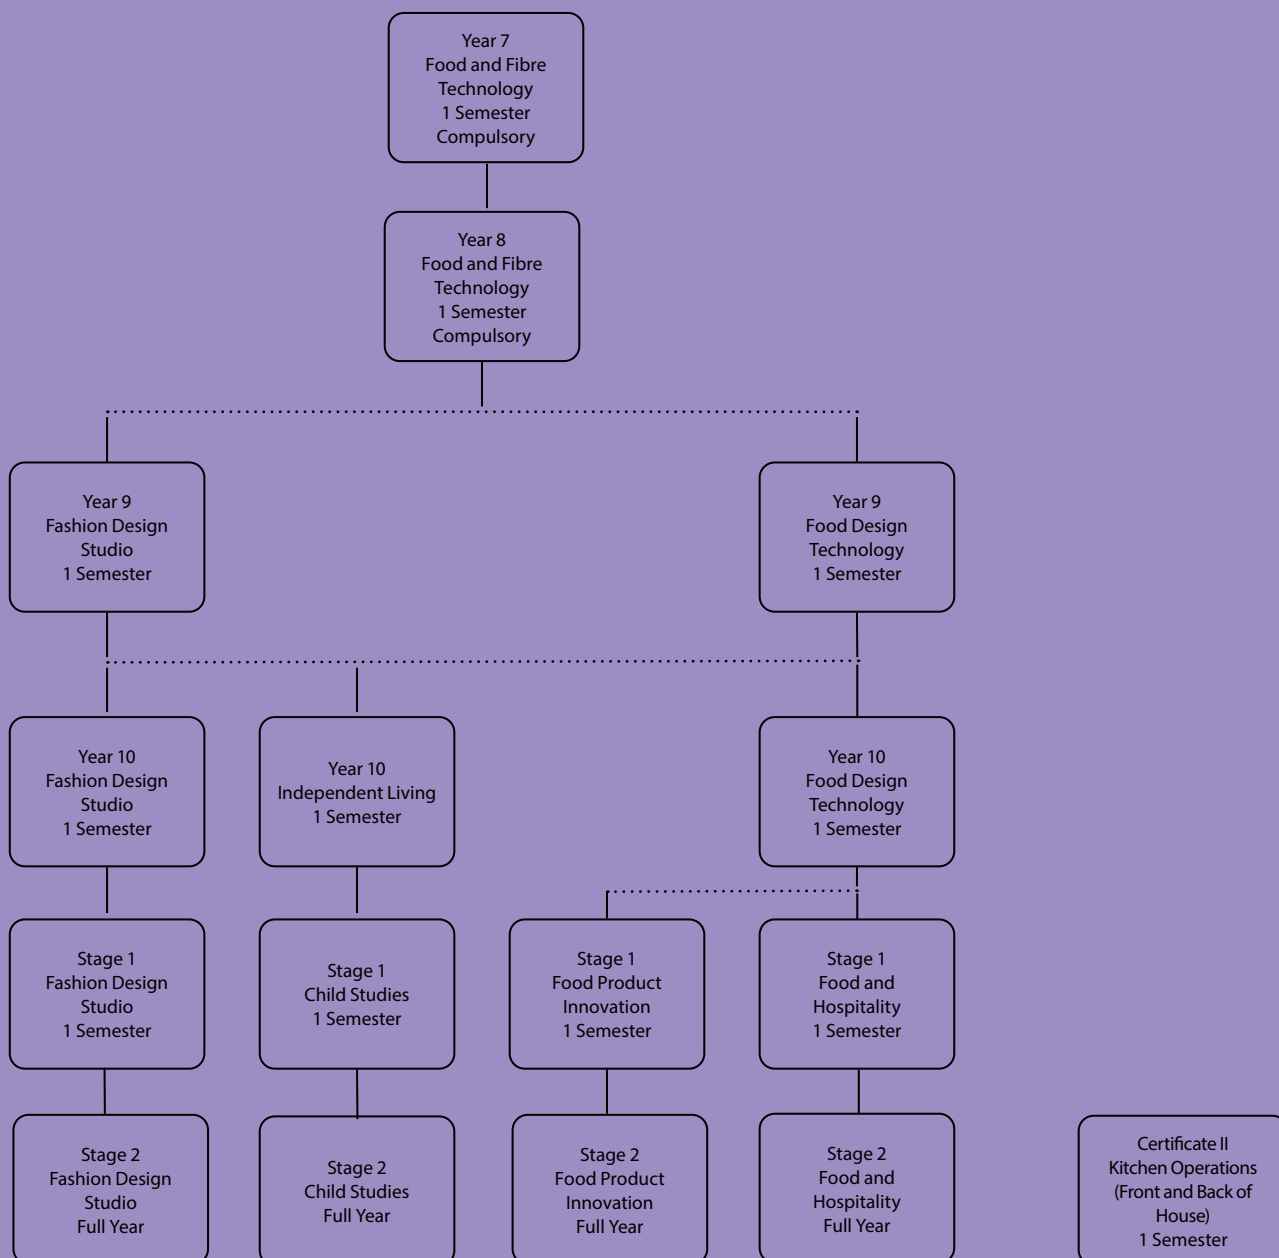 Year 7
Food and Fibre
Technology
1 Semester
Compulsory
Year 8
Food and Fibre
Technology
1 Semester
Compulsory
Year 9
Fashion Design
Studio
1 Semester
Year 9
Food Design
Technology
1 Semester
Year 10
Fashion Design
Studio
1 Semester
Year 10
Independent Living
1 Semester
Year 10
Food Design
Technology
1 Semester
Stage 1
Fashion Design
Studio
1 Semester
Stage 1
Child Studies
1 Semester
Stage 1
Food Product
Innovation
1 Semester
Stage 1
Food and
Hospitality
1 Semester
Stage 2
Fashion Design
Studio
Full Year
Stage 2
Child Studies
Full Year
Stage 2
Food Product
Innovation
Full Year
Stage 2
Food and
Hospitality
Full Year
Certificate II
Kitchen Operations
(Front and Back of
House)
1 Semester